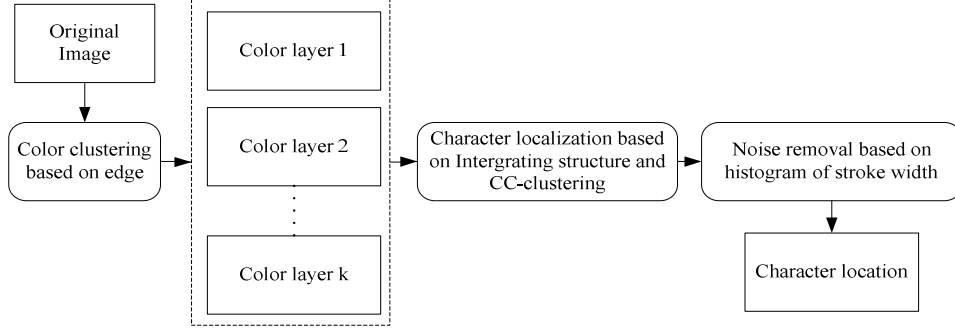 Original
Image
Color clustering
based on edge
Color layer 1
Color layer 2
Color layer k
Character localization based
on Intergrating structure and
CC-clustering
Noise removal based on
histogram of stroke width
Character location